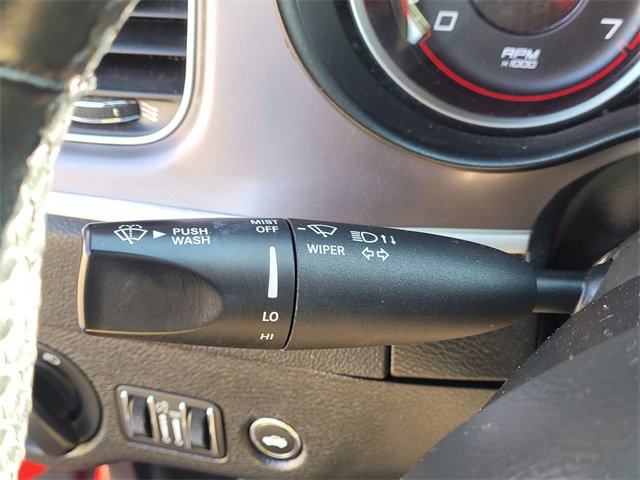 0
7
RPM
x1000
PUSH
WASH
MIST
OFF
LO
HI
WIPER